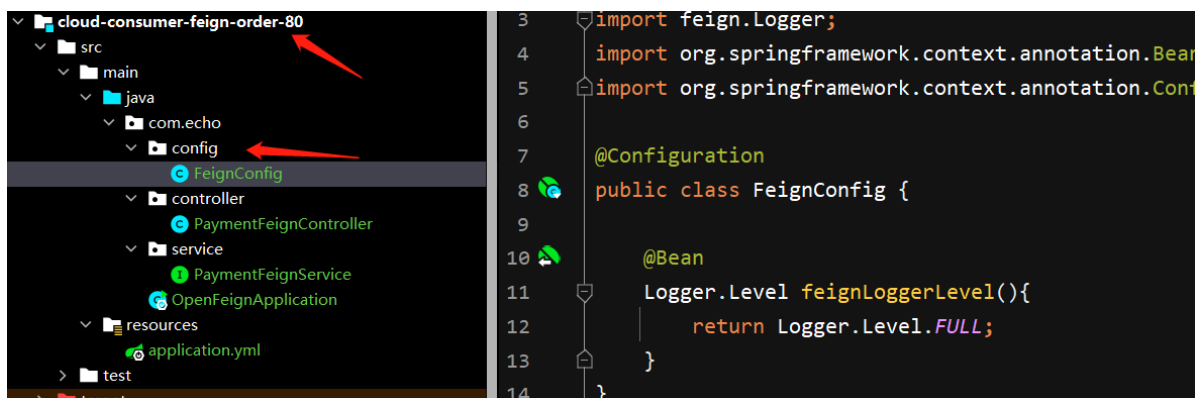 cloud-consumer-feign-order-80
src
main
java
com.echo
config
FeignConfig
controller
PaymentFeignController
service
PaymentFeignService
OpenFeignApplication
resources
application.yml
test
3 import feign.Logger;
4 import org.springframework.context.annotation.Bean
5 import org.springframework.context.annotation.Conf
6
7 @Configuration
8 public class FeignConfig {
9
10 @Bean
11 Logger.Level feignLoggerLevel(){
12 return Logger.Level.FULL;
13 }
14 }